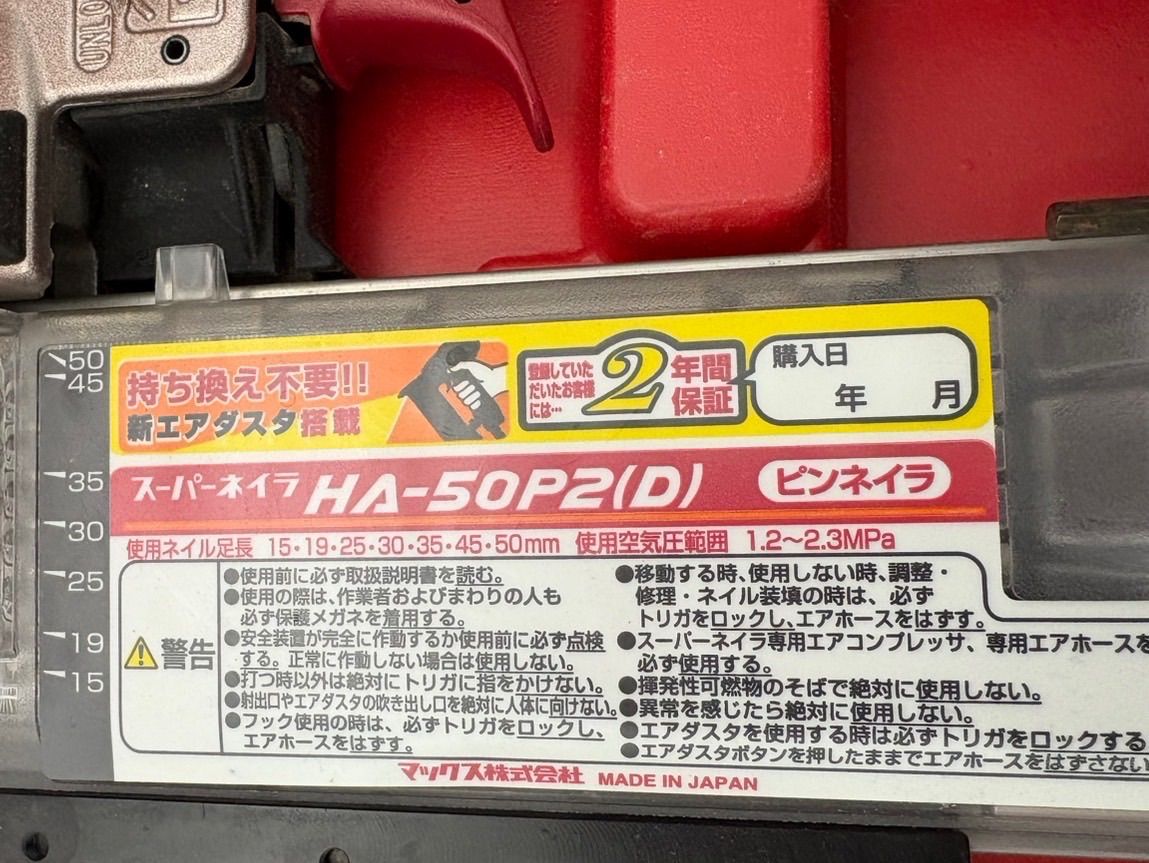 UNLO
持ち換え不要!!
新エアダスタ搭載
登録していた
だいたお客様
には…
2年間
保証
購入日
年 月
50
45
35
30
25
19
15
スーパーネイラ HA-50P2(D) ピンネイラ
使用ネイル足長 15・19・25・30・35・45・50mm 使用空気圧範囲 1.2～2.3MPa
警告
●使用前に必ず取扱説明書を読む。
●使用の際は、作業者およびまわりの人も
必ず保護メガネを着用する。
●安全装置が完全に作動するか使用前に必ず点検
する。正常に作動しない場合は使用しない。
●打つ時以外は絶対にトリガに指をかけない。
●射出口やエアダスタの吹き出し口を絶対に人体に向けない。
●フック使用の時は、必ずトリガをロックし、
エアホースをはずす。
●移動する時、使用しない時、調整・
修理・ネイル装填の時は、必ず
トリガをロックし、エアホースをはずす。
●スーパーネイラ専用エアコンプレッサ、専用エアホースを
必ず使用する。
●揮発性可燃物のそばで絶対に使用しない。
●異常を感じたら絶対に使用しない。
●エアダスタを使用する時は必ずトリガをロックする
●エアダスタボタンを押したままでエアホースをはずさない
マックス株式会社 MADE IN JAPAN